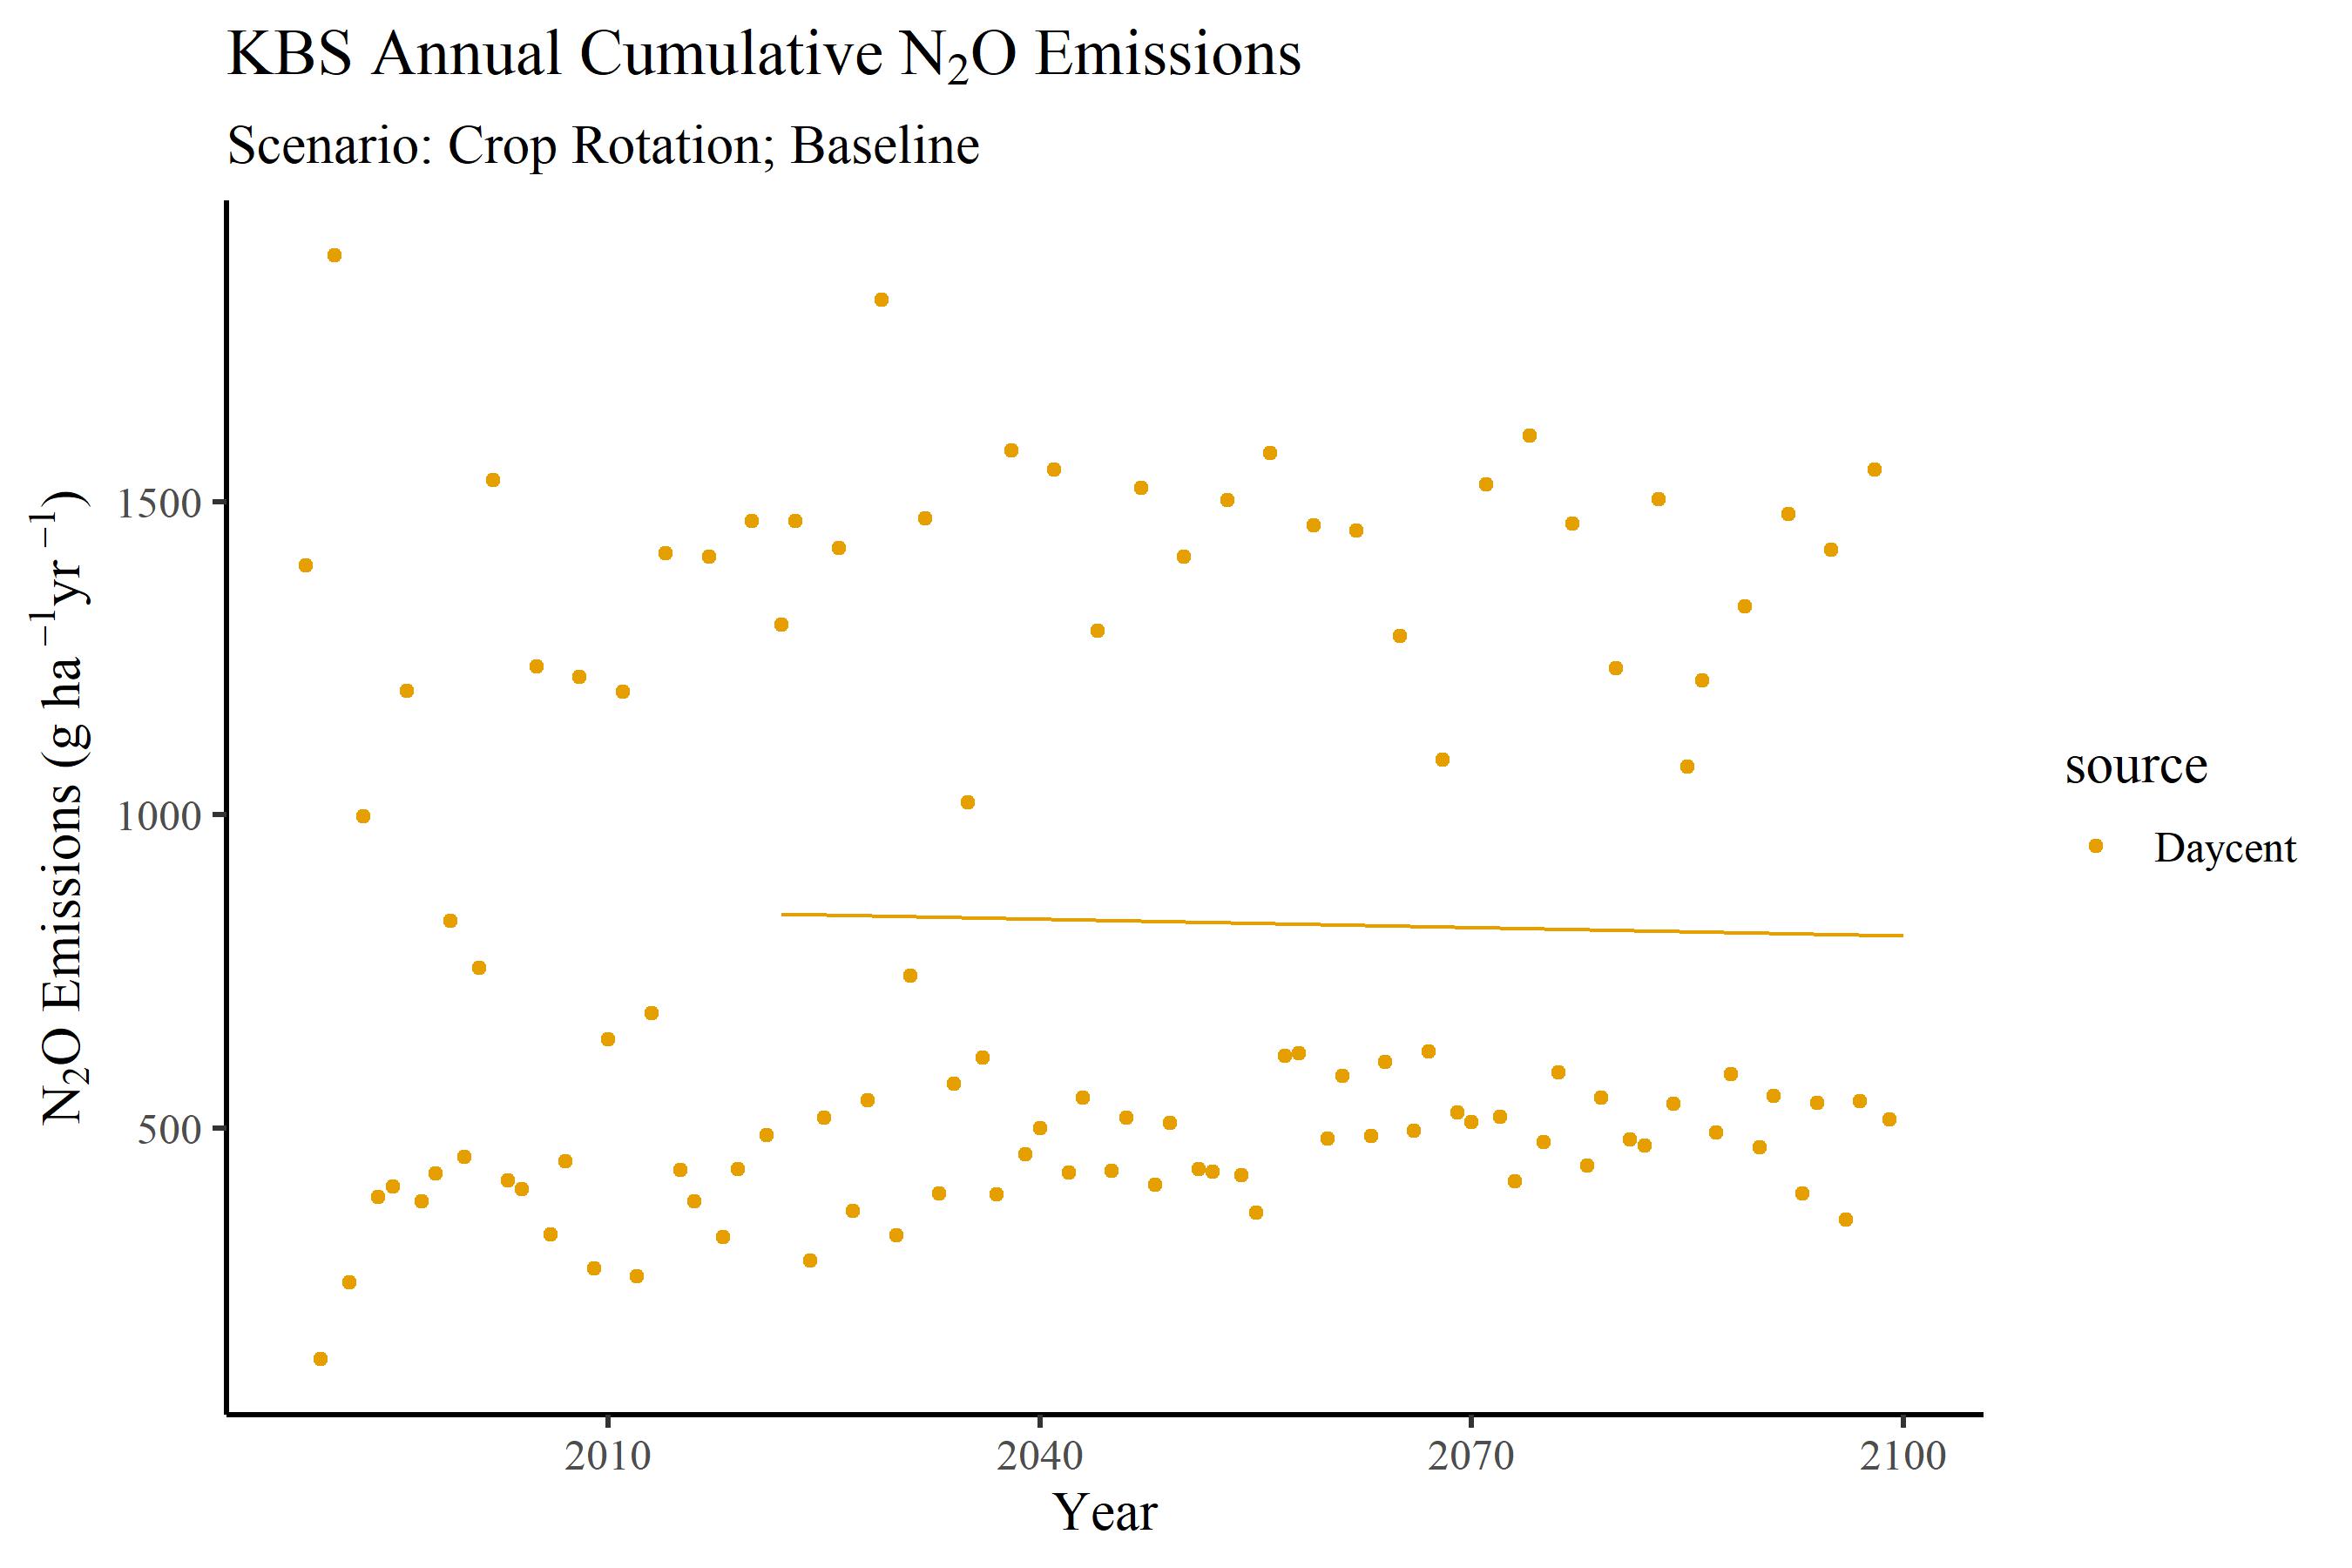 KBS Annual Cumulative N₂O Emissions
Scenario: Crop Rotation; Baseline
N₂O Emissions (g ha⁻¹yr⁻¹)
1500
1000
500
2010 2040 2070 2100
Year
source
Daycent